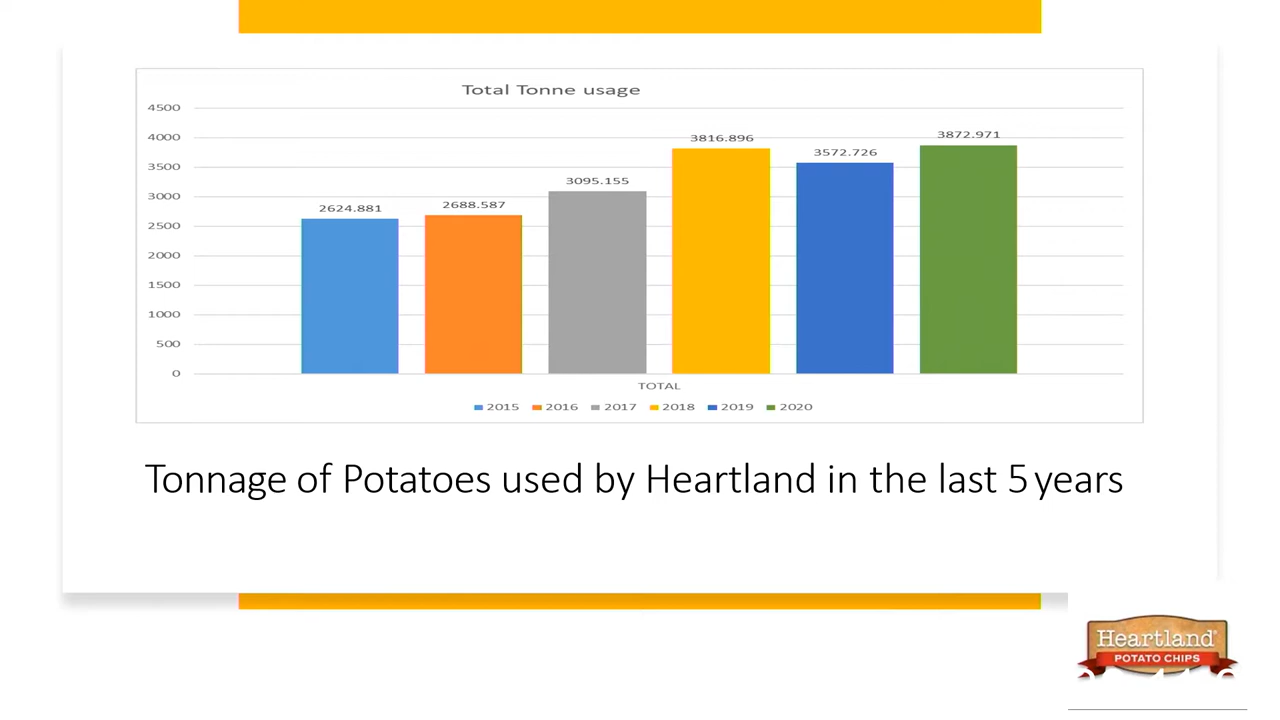 Total Tonne usage
4500
4000
3500
3000
2500
2000
1500
1000
500
0
2624.881
2688.587
3095.155
3816.896
3572.726
3872.971
TOTAL
2015 2016 2017 2018 2019 2020
Tonnage of Potatoes used by Heartland in the last 5 years
Heartland®
POTATO CHIPS